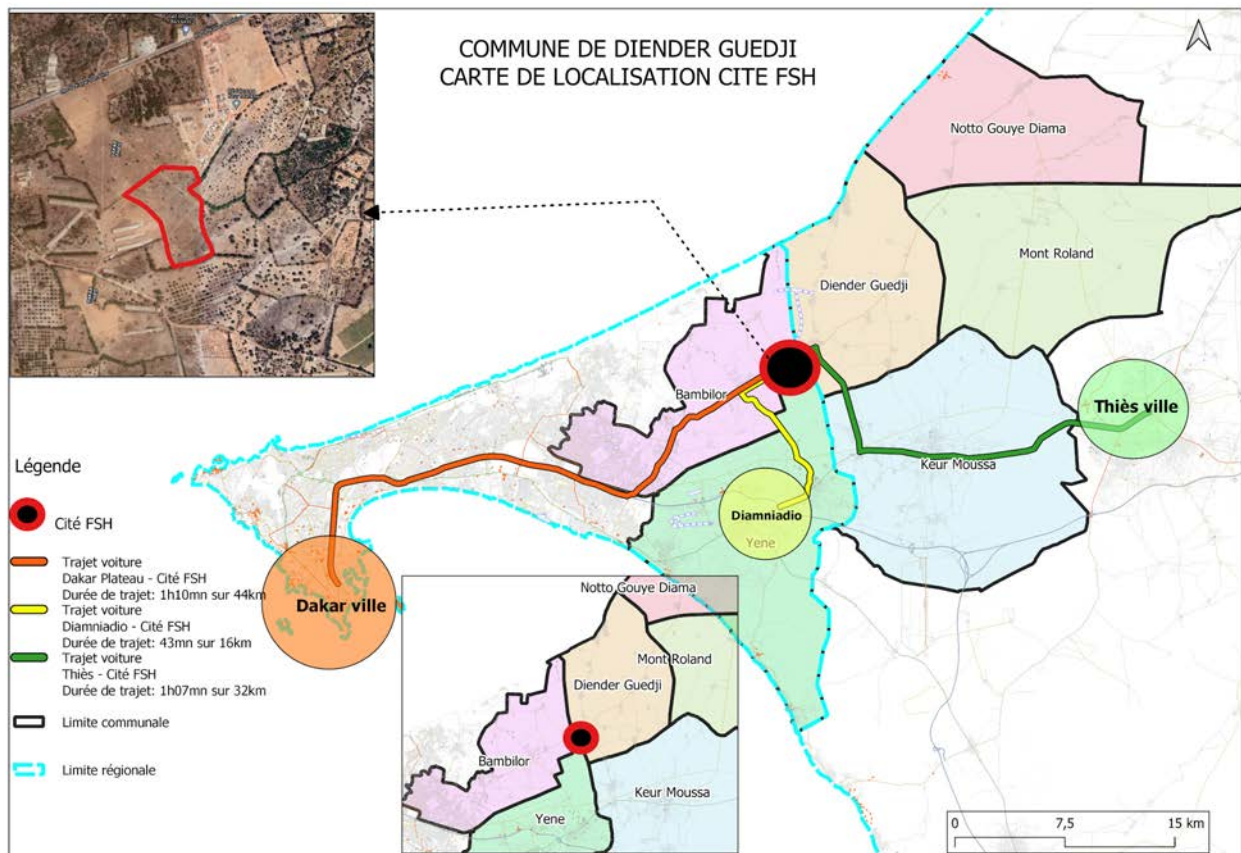 COMMUNE DE DIENDER GUEDJI
CARTE DE LOCALISATION CITE FSH
Notto Gouye Diama
Mont Roland
Diender Guedji
Bambilor
Thiès ville
Keur Moussa
Diamniadio
Yene
Dakar ville
Légende
Cité FSH
Trajet voiture
Dakar Plateau - Cité FSH
Durée de trajet: 1h10mn sur 44km
Trajet voiture
Diamniadio - Cité FSH
Durée de trajet: 43mn sur 16km
Trajet voiture
Thiès - Cité FSH
Durée de trajet: 1h07mn sur 32km
Limite communale
Limite régionale
Notto Gouye Diama
Mont Roland
Diender Guedji
Bambilor
Keur Moussa
Yene
0 7,5 15 km